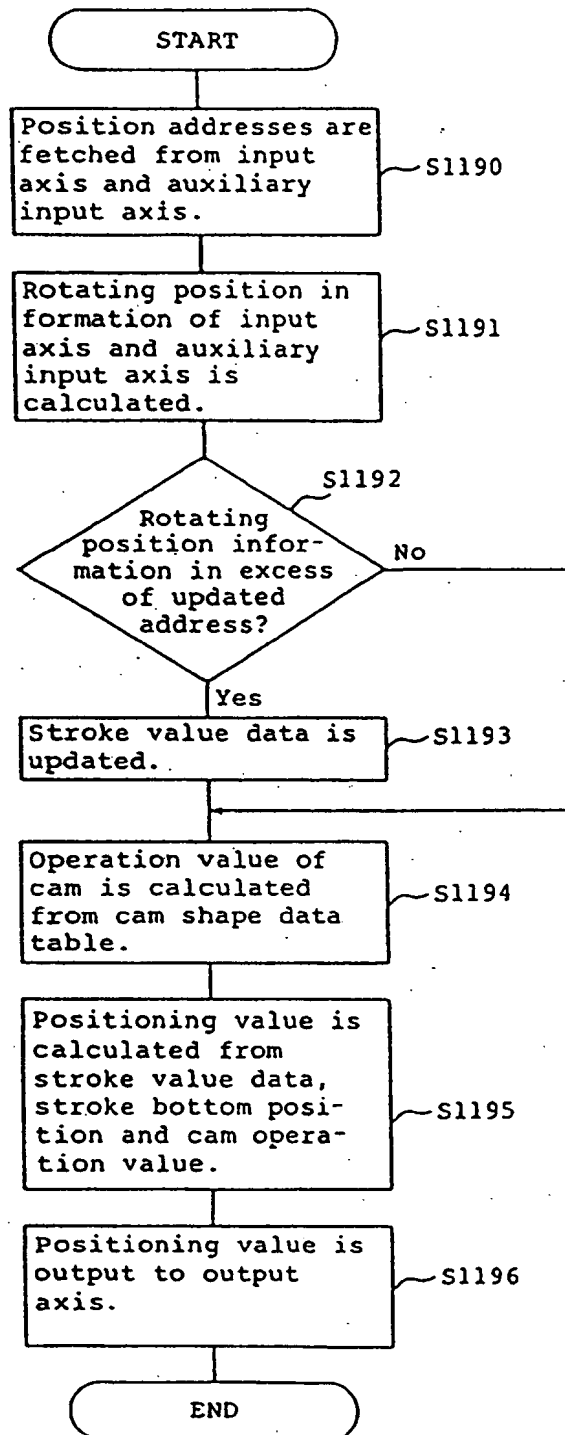 START
Position addresses are
fetched from input
axis and auxiliary
input axis.
S1190
Rotating position in
formation of input
axis and auxiliary
input axis is
calculated.
S1191
S1192
Rotating
position infor-
mation in excess
of updated
address?
No
Yes
Stroke value data is
updated.
S1193
Operation value of
cam is calculated
from cam shape data
table.
S1194
Positioning value is
calculated from
stroke value data,
stroke bottom posi-
tion and cam opera-
tion value.
S1195
Positioning value is
output to output
axis.
S1196
END